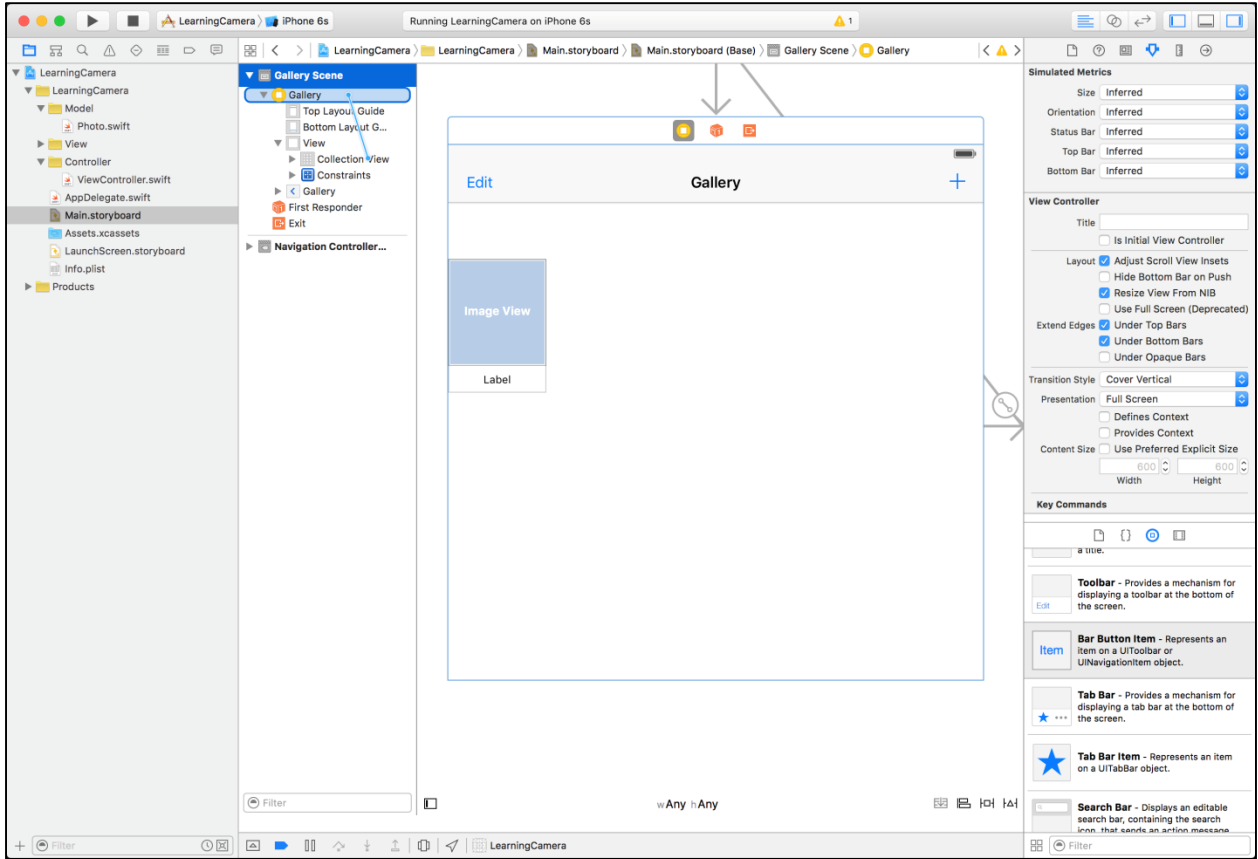 LearningCamera
iPhone 6s
Running LearningCamera on iPhone 6s
1
LearningCamera
LearningCamera
Main.storyboard
Main.storyboard (Base)
Gallery Scene
Gallery
LearningCamera
LearningCamera
Model
Photo.swift
View
Controller
ViewController.swift
AppDelegate.swift
Main.storyboard
Assets.xcassets
LaunchScreen.storyboard
Info.plist
Products
Filter
Gallery Scene
Gallery
Top Layout Guide
Bottom Layout G...
View
Collection View
Constraints
Gallery
First Responder
Exit
Navigation Controller...
Filter
Edit
Gallery
+
Image View
Label
wAny hAny
LearningCamera
Simulated Metrics
Size Inferred
Orientation Inferred
Status Bar Inferred
Top Bar Inferred
Bottom Bar Inferred
View Controller
Title
Is Initial View Controller
Layout Adjust Scroll View Insets
Hide Bottom Bar on Push
Resize View From NIB
Use Full Screen (Deprecated)
Extend Edges Under Top Bars
Under Bottom Bars
Under Opaque Bars
Transition Style Cover Vertical
Presentation Full Screen
Defines Context
Provides Context
Content Size Use Preferred Explicit Size
600 600
Width Height
Key Commands
a title.
Edit
Toolbar - Provides a mechanism for
displaying a toolbar at the bottom of
the screen.
Item
Bar Button Item - Represents an
item on a UIToolbar or
UINavigationItem object.
Tab Bar - Provides a mechanism for
displaying a tab bar at the bottom of
the screen.
Tab Bar Item - Represents an item
on a UITabBar object.
Search Bar - Displays an editable
search bar, containing the search
icon, that sends an action message
Filter